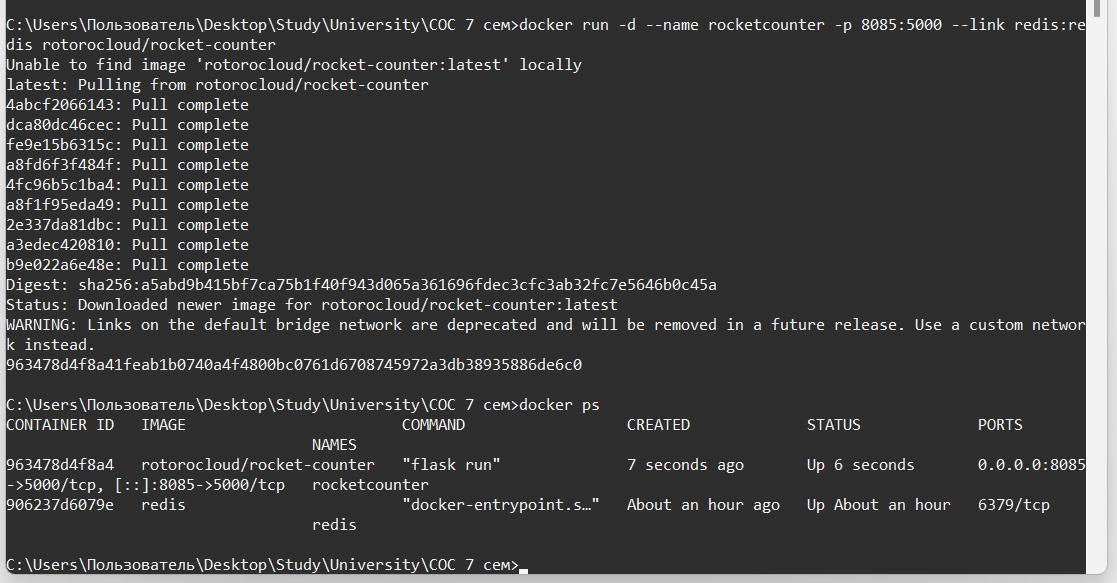 C:\Users\Пользователь\Desktop\Study\University\СОС 7 сем>docker run -d --name rocketcounter -p 8085:5000 --link redis:re
dis rotorocloud/rocket-counter
Unable to find image 'rotorocloud/rocket-counter:latest' locally
latest: Pulling from rotorocloud/rocket-counter
4abcf2066143: Pull complete
dca80dc46cec: Pull complete
fe9e15b6315c: Pull complete
a8fd6f3f484f: Pull complete
4fc96b5c1ba4: Pull complete
a8f1f95eda49: Pull complete
2e337da81dbc: Pull complete
a3edec420810: Pull complete
b9e022a6e48e: Pull complete
Digest: sha256:a5abd9b415bf7ca75b1f40f943d065a361696fdec3cfc3ab32fc7e5646b0c45a
Status: Downloaded newer image for rotorocloud/rocket-counter:latest
WARNING: Links on the default bridge network are deprecated and will be removed in a future release. Use a custom networ
k instead.
963478d4f8a41feab1b0740a4f4800bc0761d6708745972a3db38935886de6c0
C:\Users\Пользователь\Desktop\Study\University\СОС 7 сем>docker ps
CONTAINER ID   IMAGE                        COMMAND                  CREATED             STATUS             PORTS
NAMES
963478d4f8a4   rotorocloud/rocket-counter   "flask run"              7 seconds ago       Up 6 seconds       0.0.0.0:8085
->5000/tcp, [::]:8085->5000/tcp   rocketcounter
906237d6079e   redis                        "docker-entrypoint.s…"   About an hour ago   Up About an hour   6379/tcp
redis
C:\Users\Пользователь\Desktop\Study\University\СОС 7 сем>